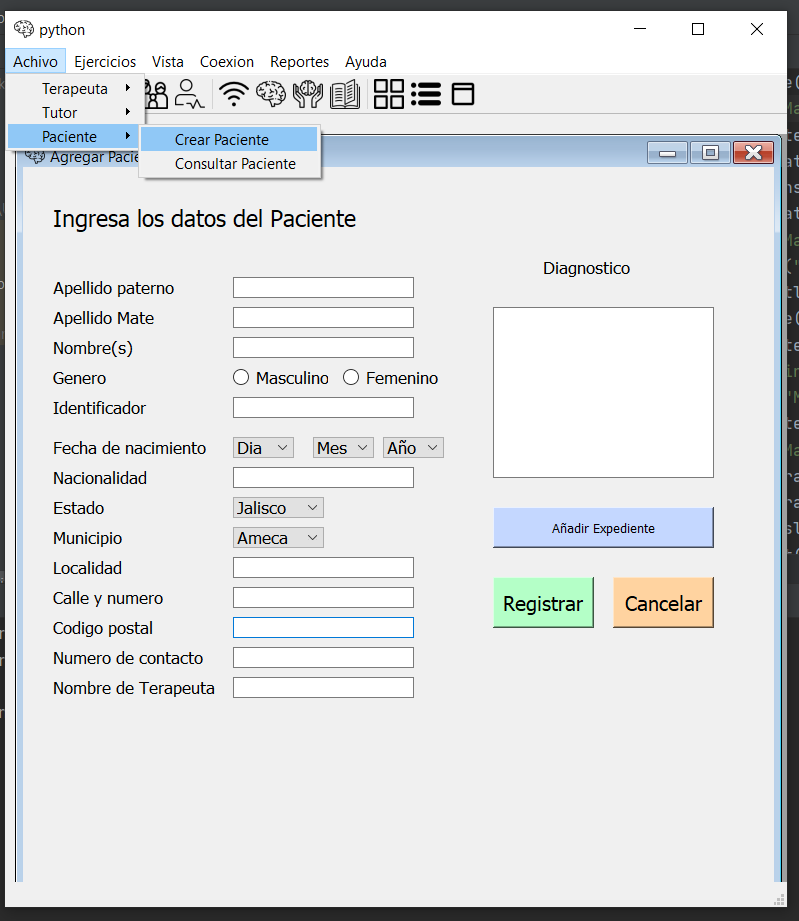 python
Achivo Ejercicios Vista Coexion Reportes Ayuda
Terapeuta
Tutor
Paciente
Crear Paciente
Consultar Paciente
Agregar Pacie
Ingresa los datos del Paciente
Diagnostico
Apellido paterno
Apellido Mate
Nombre(s)
Genero Masculino Femenino
Identificador
Fecha de nacimiento Dia Mes Año
Nacionalidad
Estado Jalisco
Municipio Ameca
Localidad
Calle y numero
Codigo postal
Numero de contacto
Nombre de Terapeuta
Añadir Expediente
Registrar Cancelar